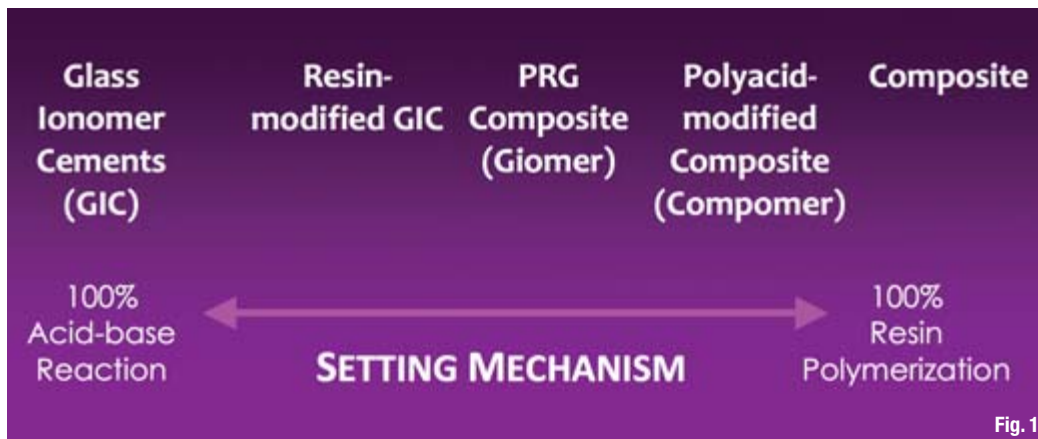 Glass
Ionomer
Cements
(GIC)
Resin-
modified GIC
PRG
Composite
(Giomer)
Polyacid-
modified
Composite
(Compomer)
Composite
100%
Acid-base
Reaction
SETTING MECHANISM
100%
Resin
Polymerization
Fig. 1